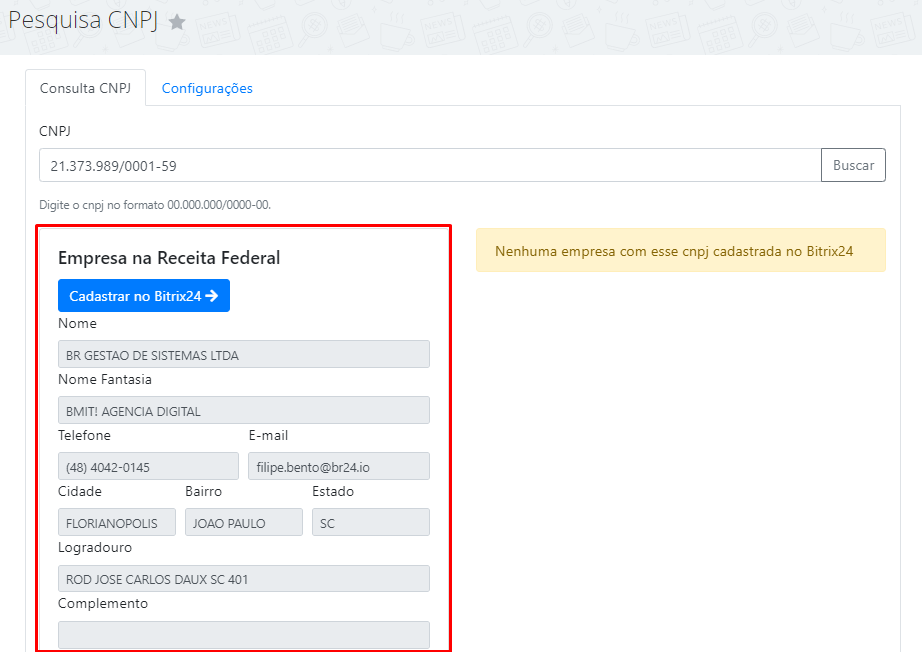 Pesquisa CNPJ
Consulta CNPJ Configurações
CNPJ
21.373.989/0001-59 Buscar
Digite o cnpj no formato 00.000.000/0000-00.
Empresa na Receita Federal
Nenhuma empresa com esse cnpj cadastrada no Bitrix24
Cadastrar no Bitrix24
Nome
BR GESTAO DE SISTEMAS LTDA
Nome Fantasia
BMIT! AGENCIA DIGITAL
Telefone E-mail
(48) 4042-0145 filipe.bento@br24.io
Cidade Bairro Estado
FLORIANOPOLIS JOAO PAULO SC
Logradouro
ROD JOSE CARLOS DAUX SC 401
Complemento